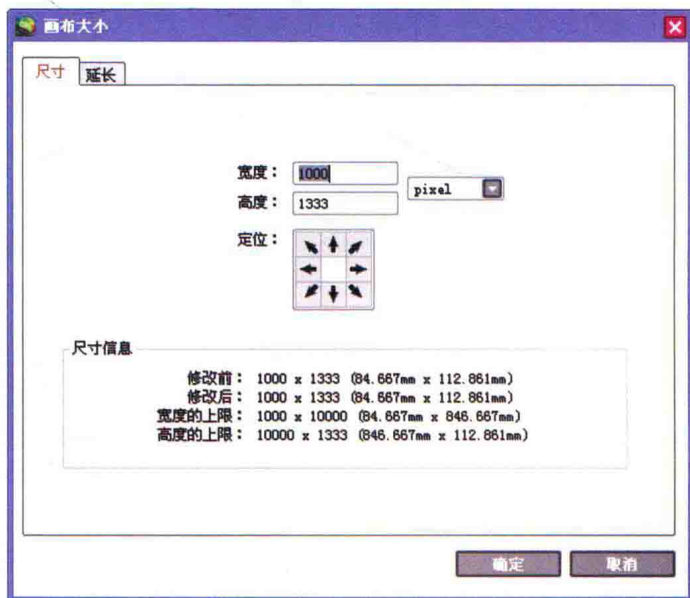 画布大小
尺寸 延长
宽度： 1000
pixel
高度： 1333
定位：
尺寸信息
修改前： 1000 x 1333 (84.667mm x 112.861mm)
修改后： 1000 x 1333 (84.667mm x 112.861mm)
宽度的上限： 1000 x 10000 (84.667mm x 846.667mm)
高度的上限： 10000 x 1333 (846.667mm x 112.861mm)
确定 取消